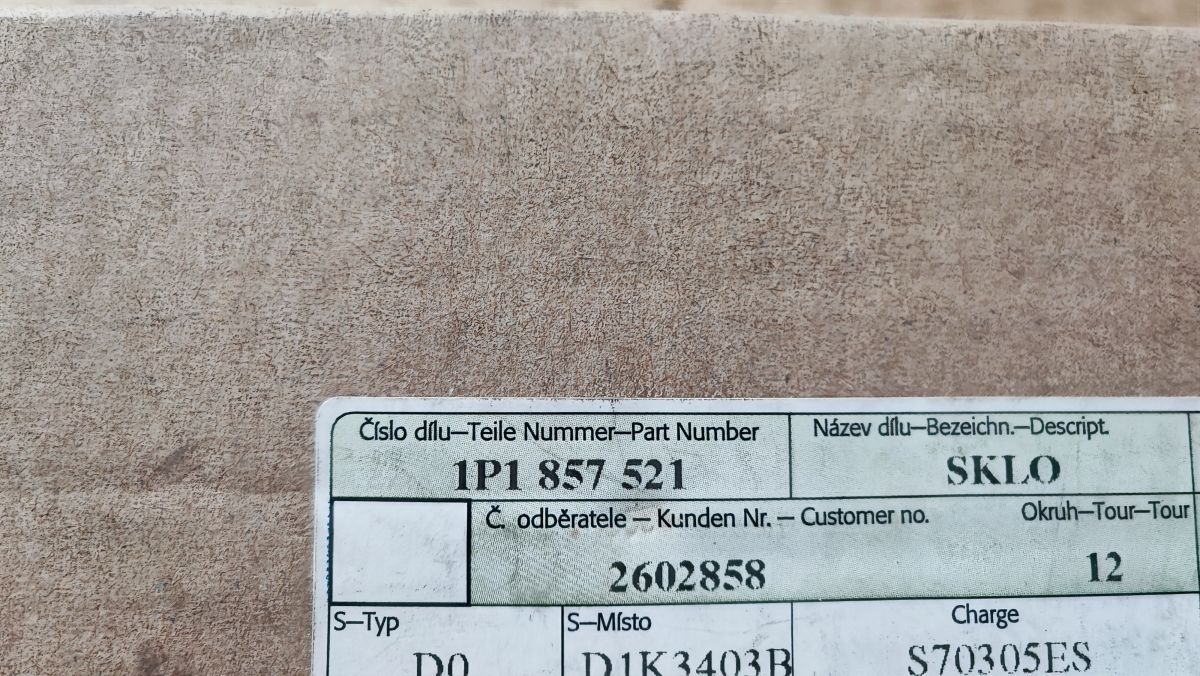 Číslo dílu–Teile Nummer–Part Number
1P1 857 521
Název dílu–Bezeichn.–Descript.
SKLO
Č. odběratele – Kunden Nr. – Customer no.
2602858
Okruh–Tour–Tour
12
S–Typ
D0
S–Místo
D1K3403B
Charge
S70305ES